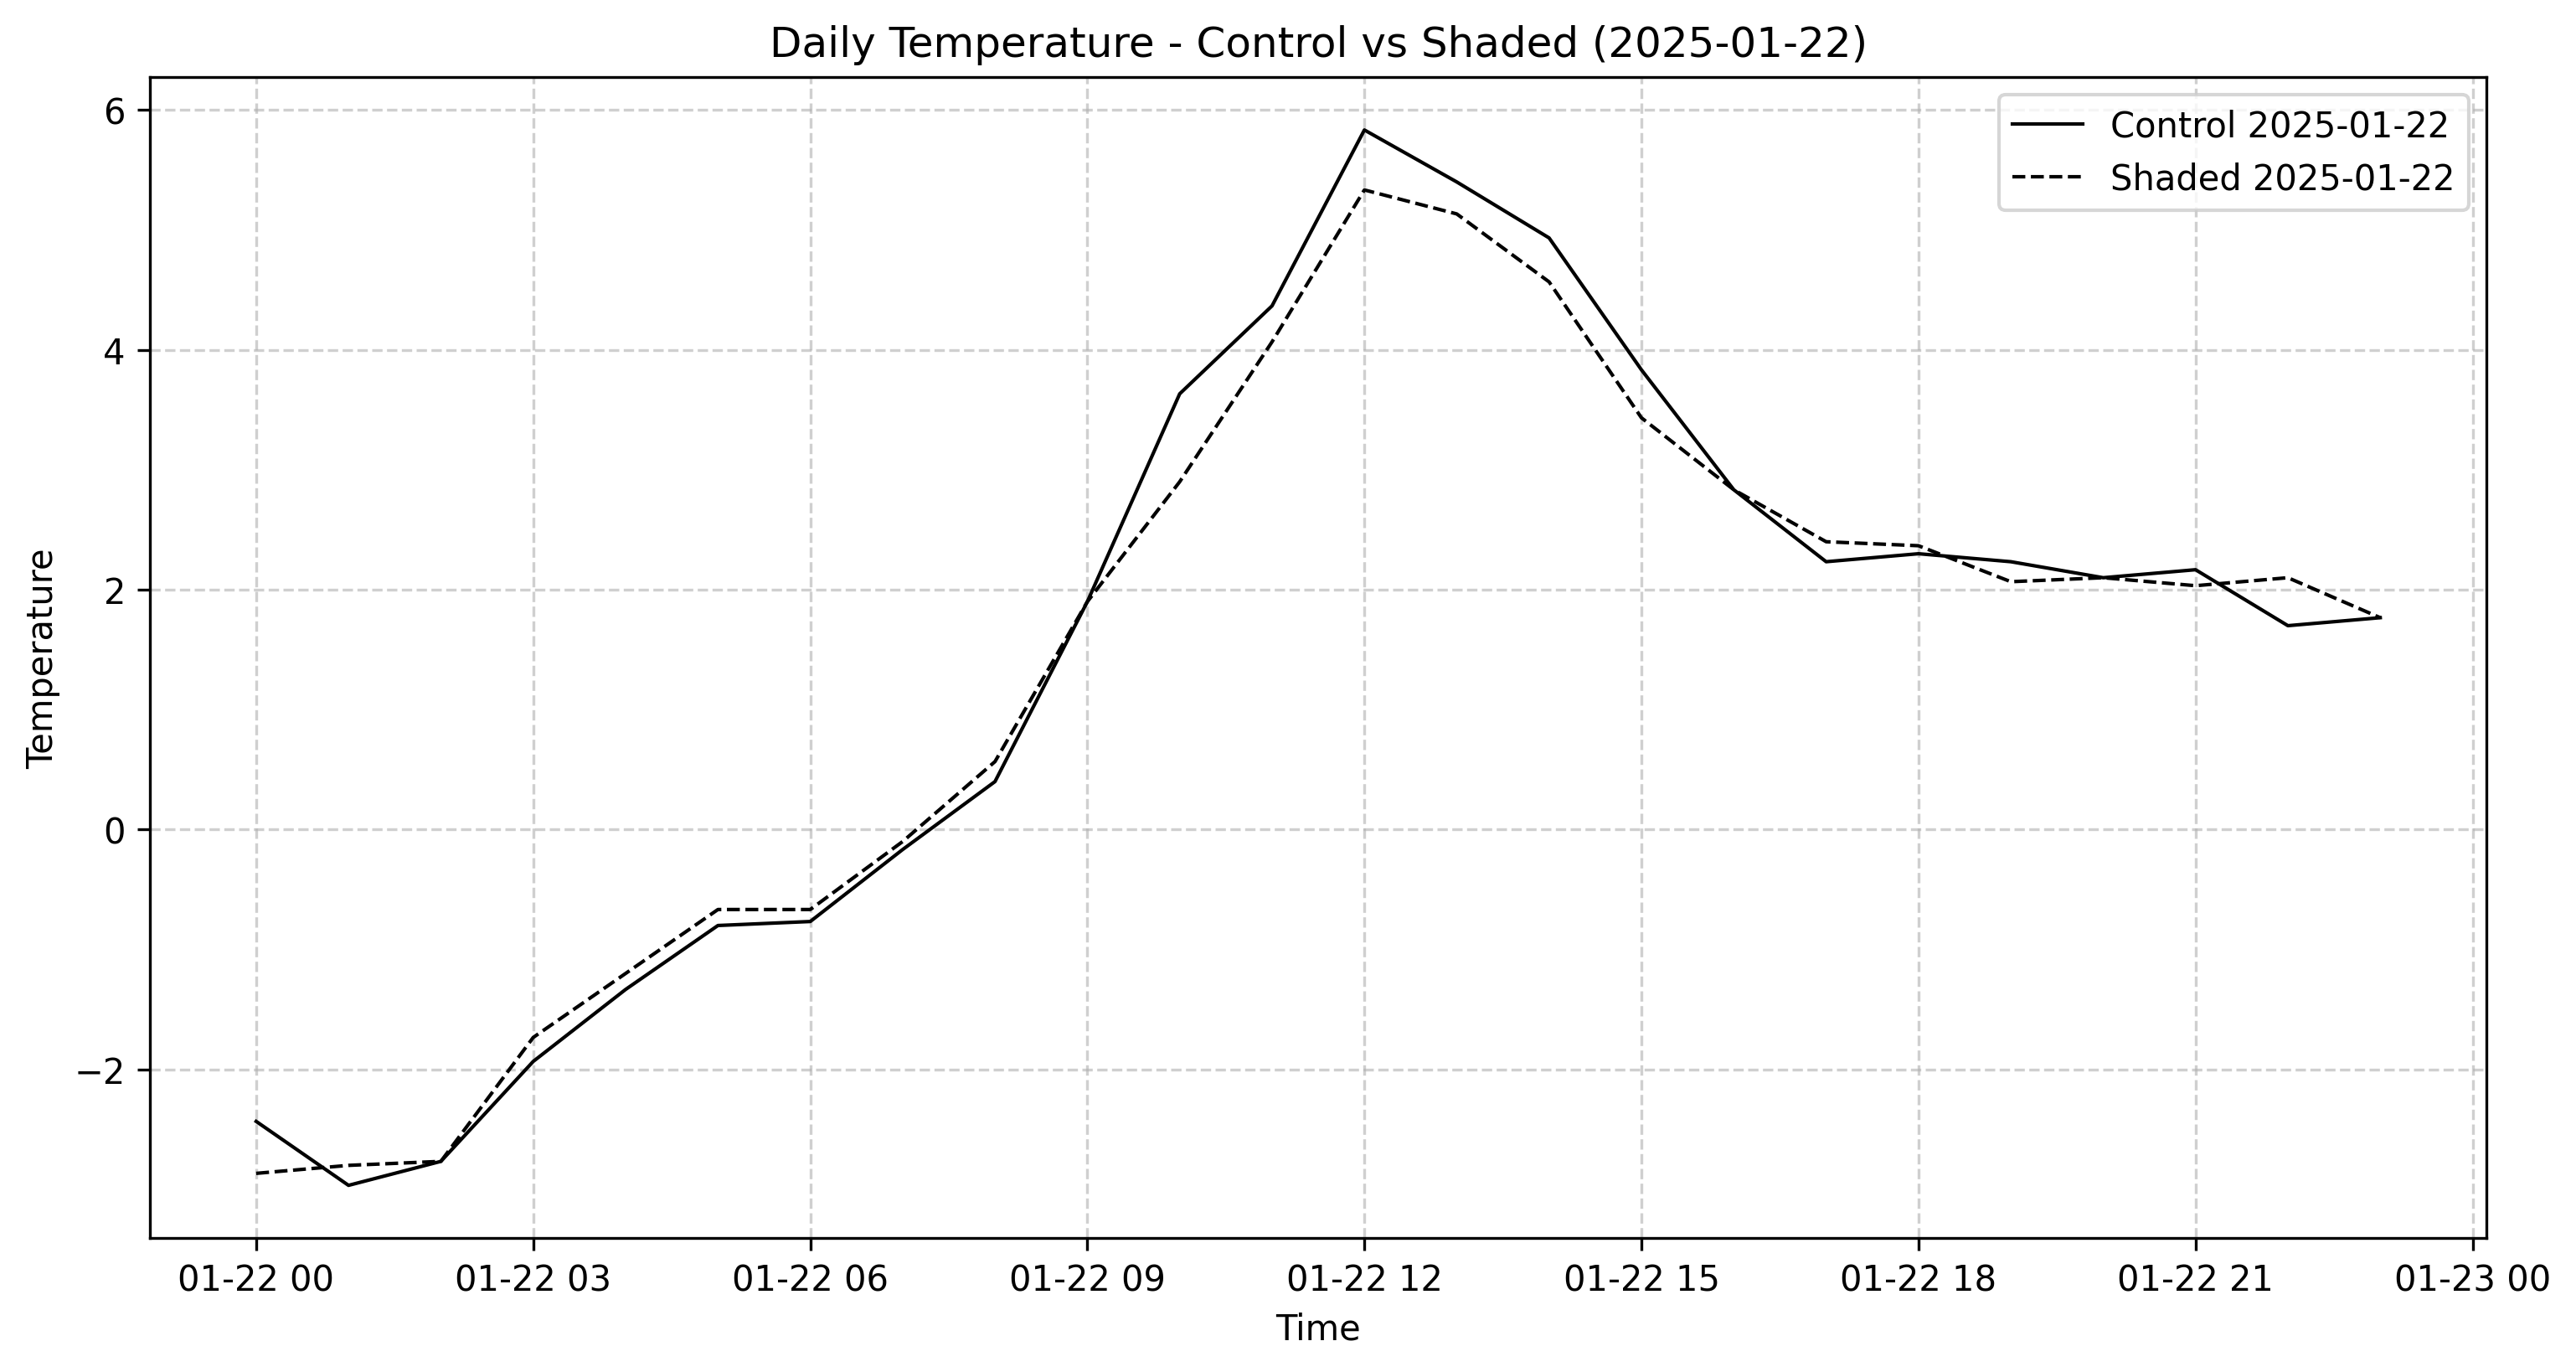 Daily Temperature - Control vs Shaded (2025-01-22)
Control 2025-01-22
Shaded 2025-01-22
Temperature
6
4
2
0
−2
01-22 00 01-22 03 01-22 06 01-22 09 01-22 12 01-22 15 01-22 18 01-22 21 01-23 00
Time